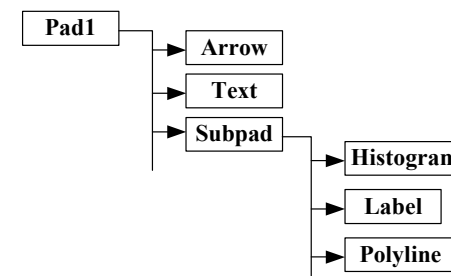 Pad1
Arrow
Text
Subpad
Histogram
Label
Polyline